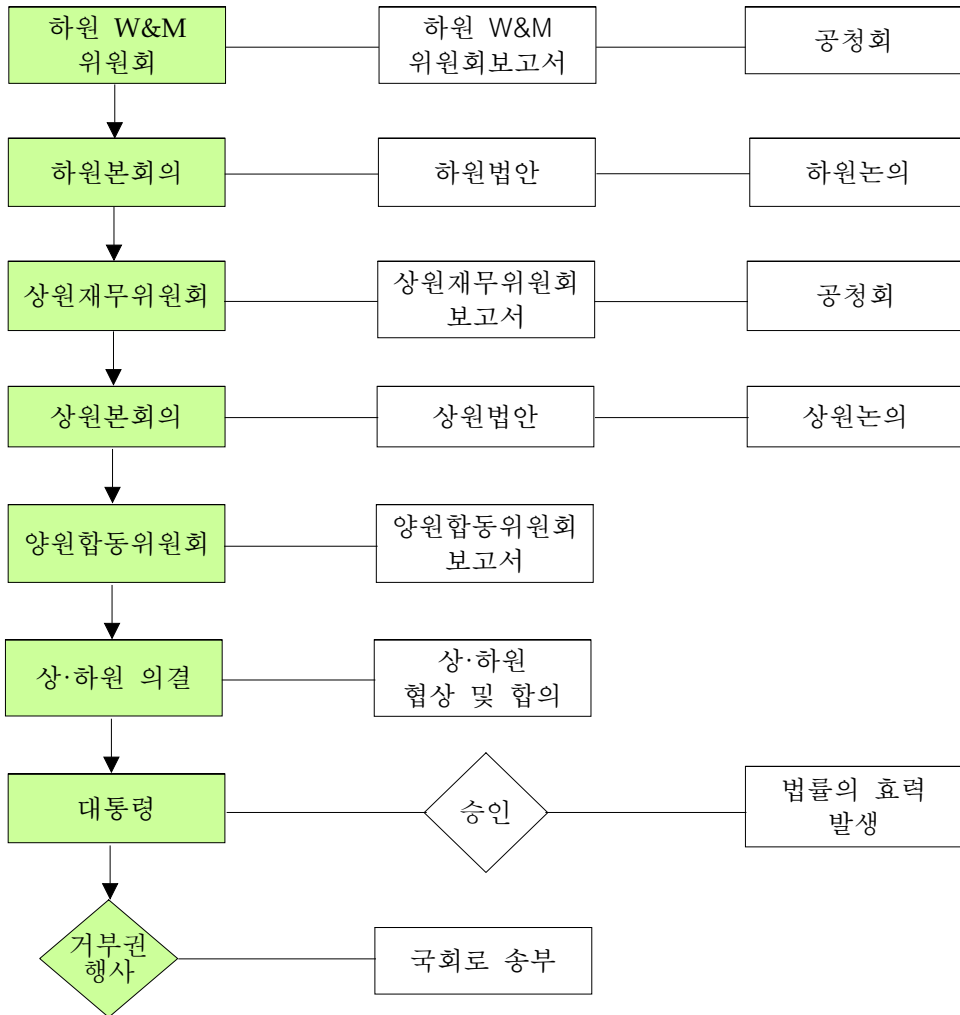 하원 W&M
위원회
하원 W&M
위원회보고서
공청회
하원본회의
하원법안
하원논의
상원재무위원회
상원재무위원회
보고서
공청회
상원본회의
상원법안
상원논의
양원합동위원회
양원합동위원회
보고서
상·하원 의결
상·하원
협상 및 합의
대통령
승인
법률의 효력
발생
거부권
행사
국회로 송부